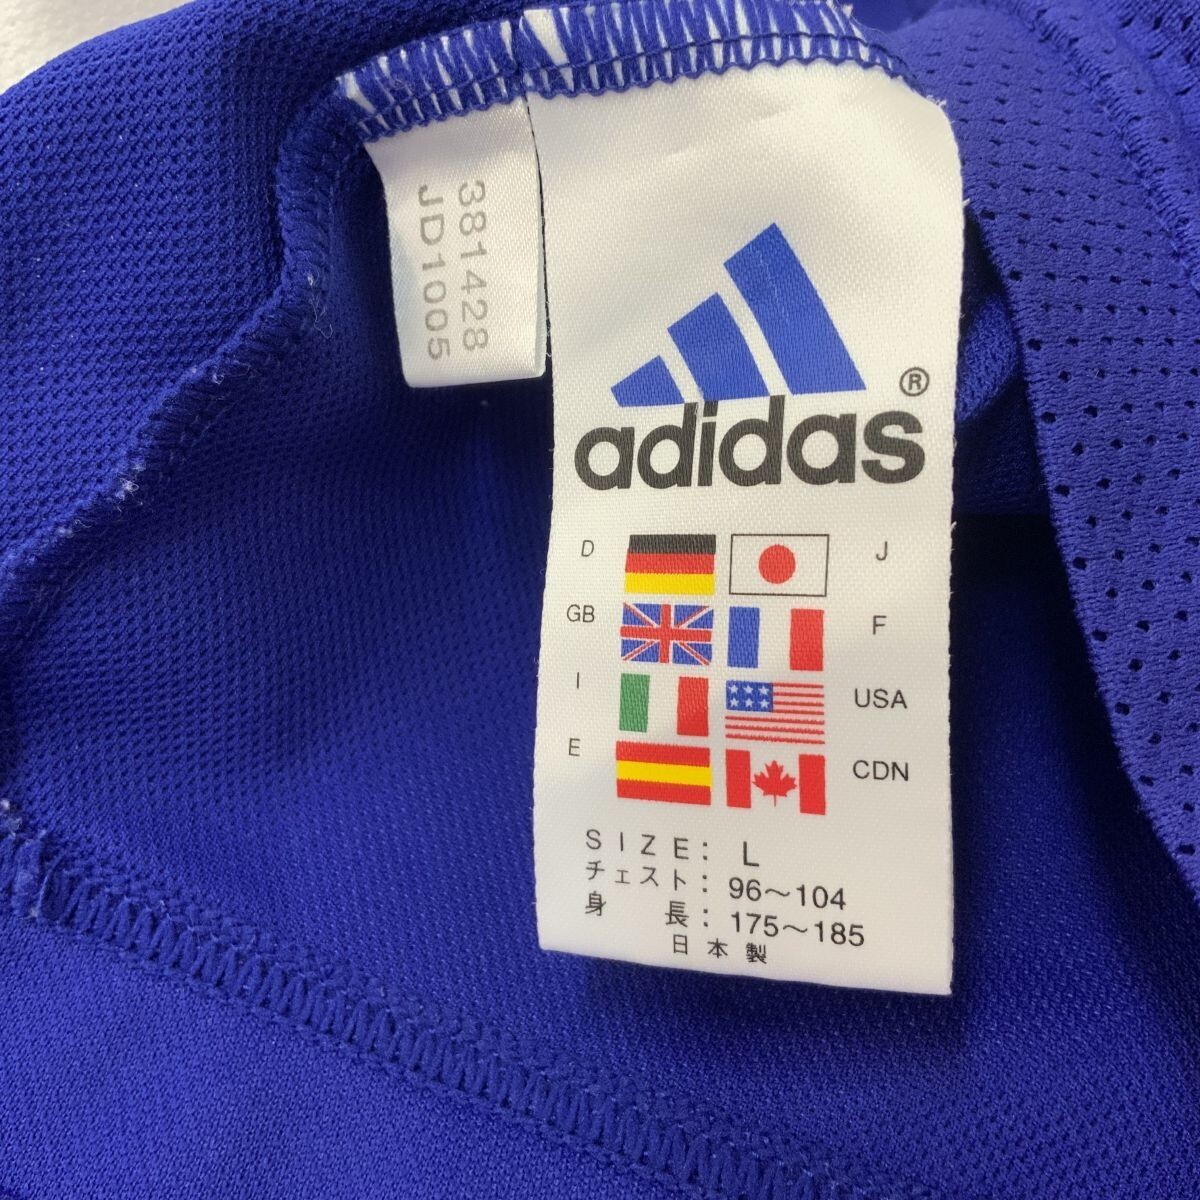 381428
JD1005
adidas®
D J
GB F
I USA
E CDN
SIZE: L
チェスト: 96～104
身長: 175～185
日本製